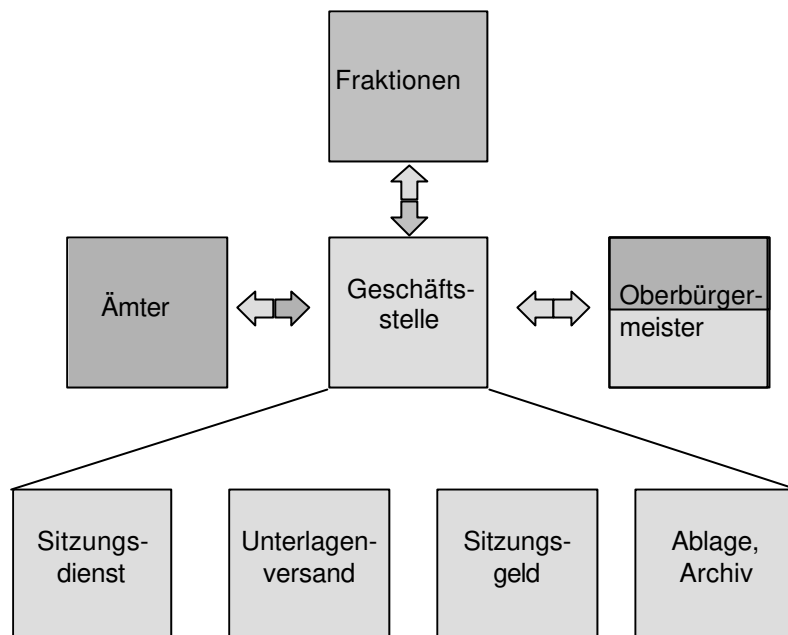 Fraktionen
Ämter
Geschäfts-
stelle
Oberbürger-
meister
Sitzungs-
dienst
Unterlagen-
versand
Sitzungs-
geld
Ablage,
Archiv